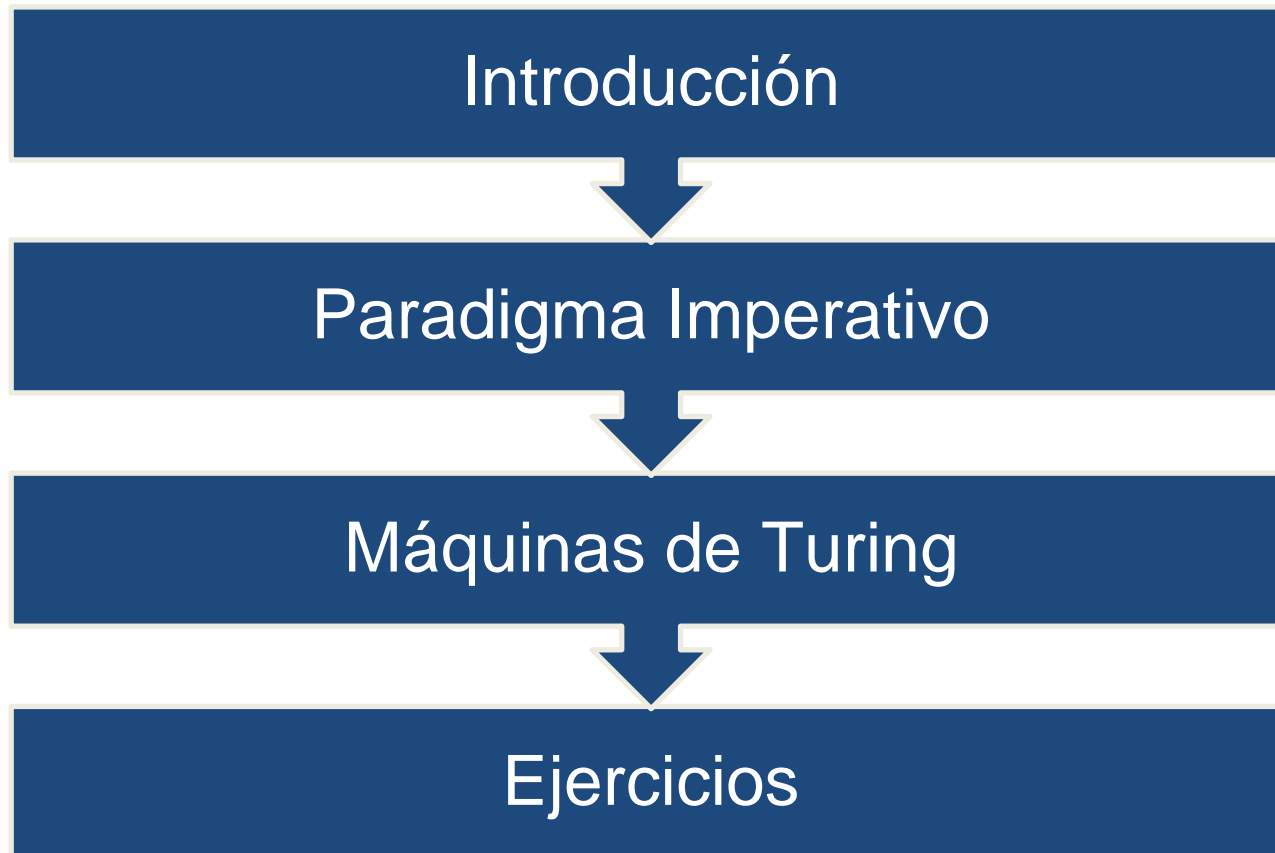 Introducción
Paradigma Imperativo
Máquinas de Turing
Ejercicios